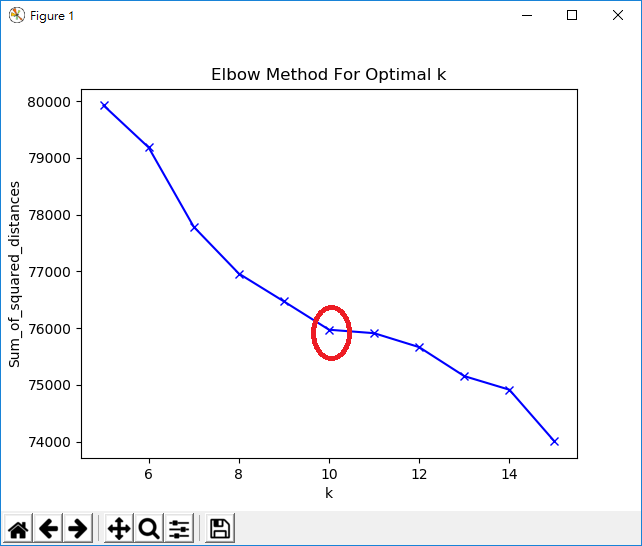 Figure 1
Elbow Method For Optimal k
80000
79000
78000
77000
76000
75000
74000
Sum_of_squared_distances
6 8 10 12 14
k